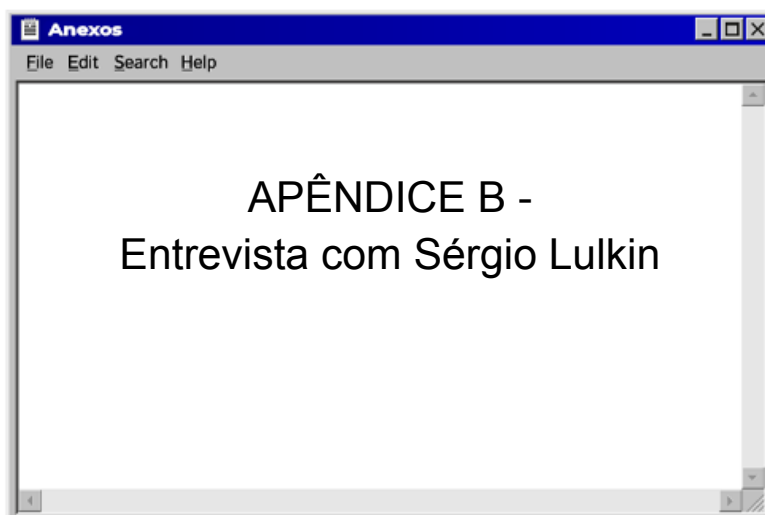 Anexos
File Edit Search Help
APÊNDICE B -
Entrevista com Sérgio Lulkin